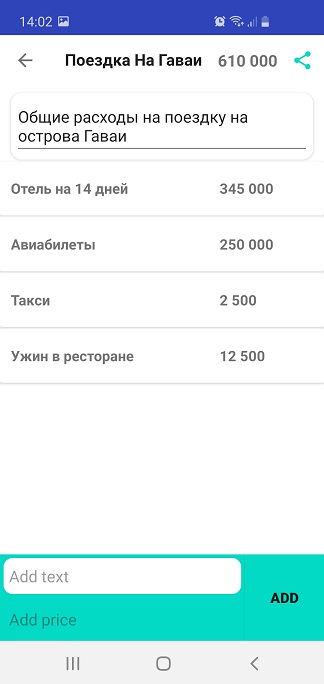 14:02
Поездка На Гаваи 610 000
Общие расходы на поездку на
острова Гаваи
Отель на 14 дней 345 000
Авиабилеты 250 000
Такси 2 500
Ужин в ресторане 12 500
Add text
ADD
Add price